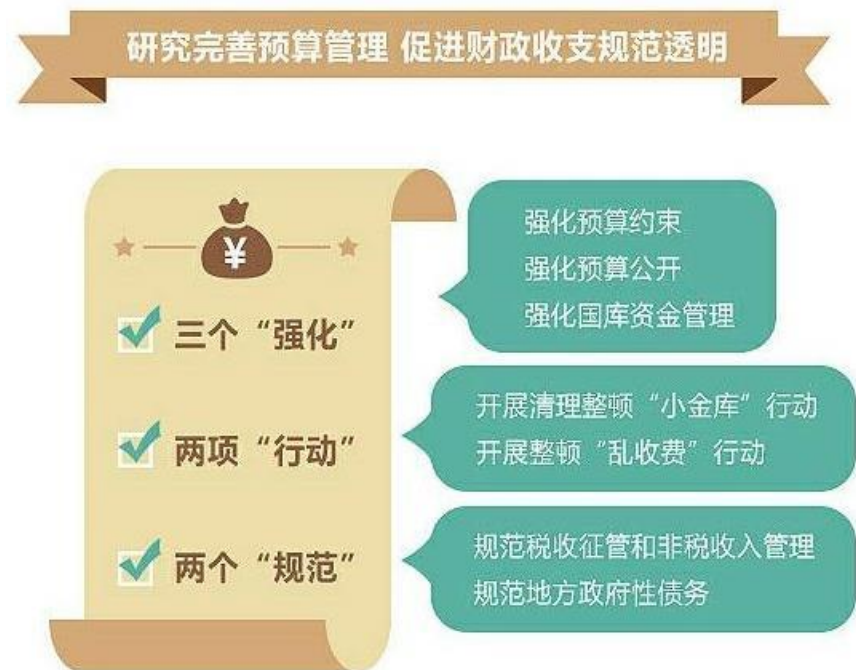 研究完善预算管理 促进财政收支规范透明
¥
三个“强化”
强化预算约束
强化预算公开
强化国库资金管理
两项“行动”
开展清理整顿“小金库”行动
开展整顿“乱收费”行动
两个“规范”
规范税收征管和非税收入管理
规范地方政府性债务